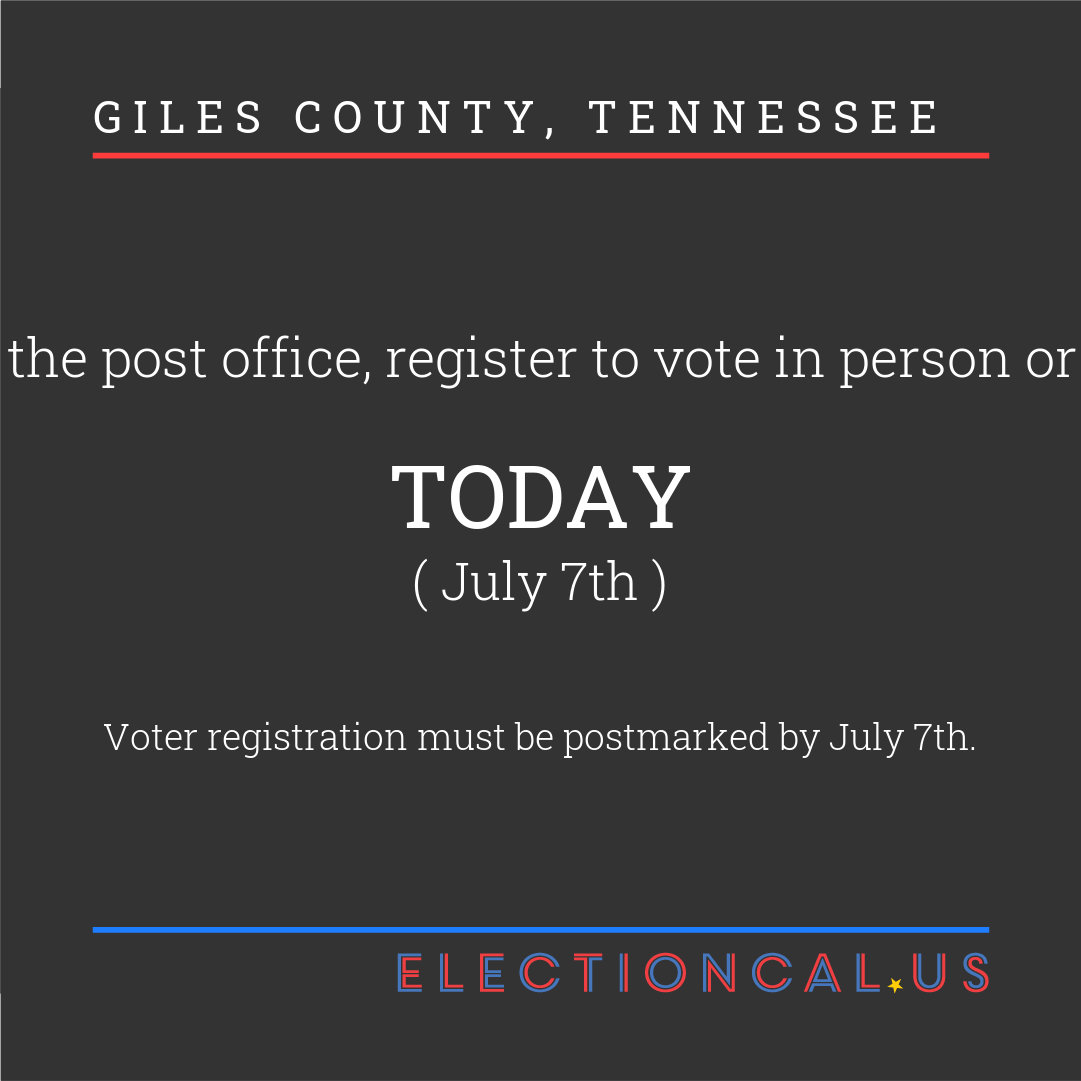 GILES COUNTY, TENNESSEE
the post office, register to vote in person or
TODAY
( July 7th )
Voter registration must be postmarked by July 7th.
ELECTIONCAL.US